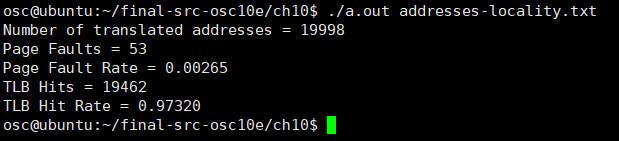 osc@ubuntu:~/final-src-osc10e/ch10$ ./a.out addresses-locality.txt
Number of translated addresses = 19998
Page Faults = 53
Page Fault Rate = 0.00265
TLB Hits = 19462
TLB Hit Rate = 0.97320
osc@ubuntu:~/final-src-osc10e/ch10$